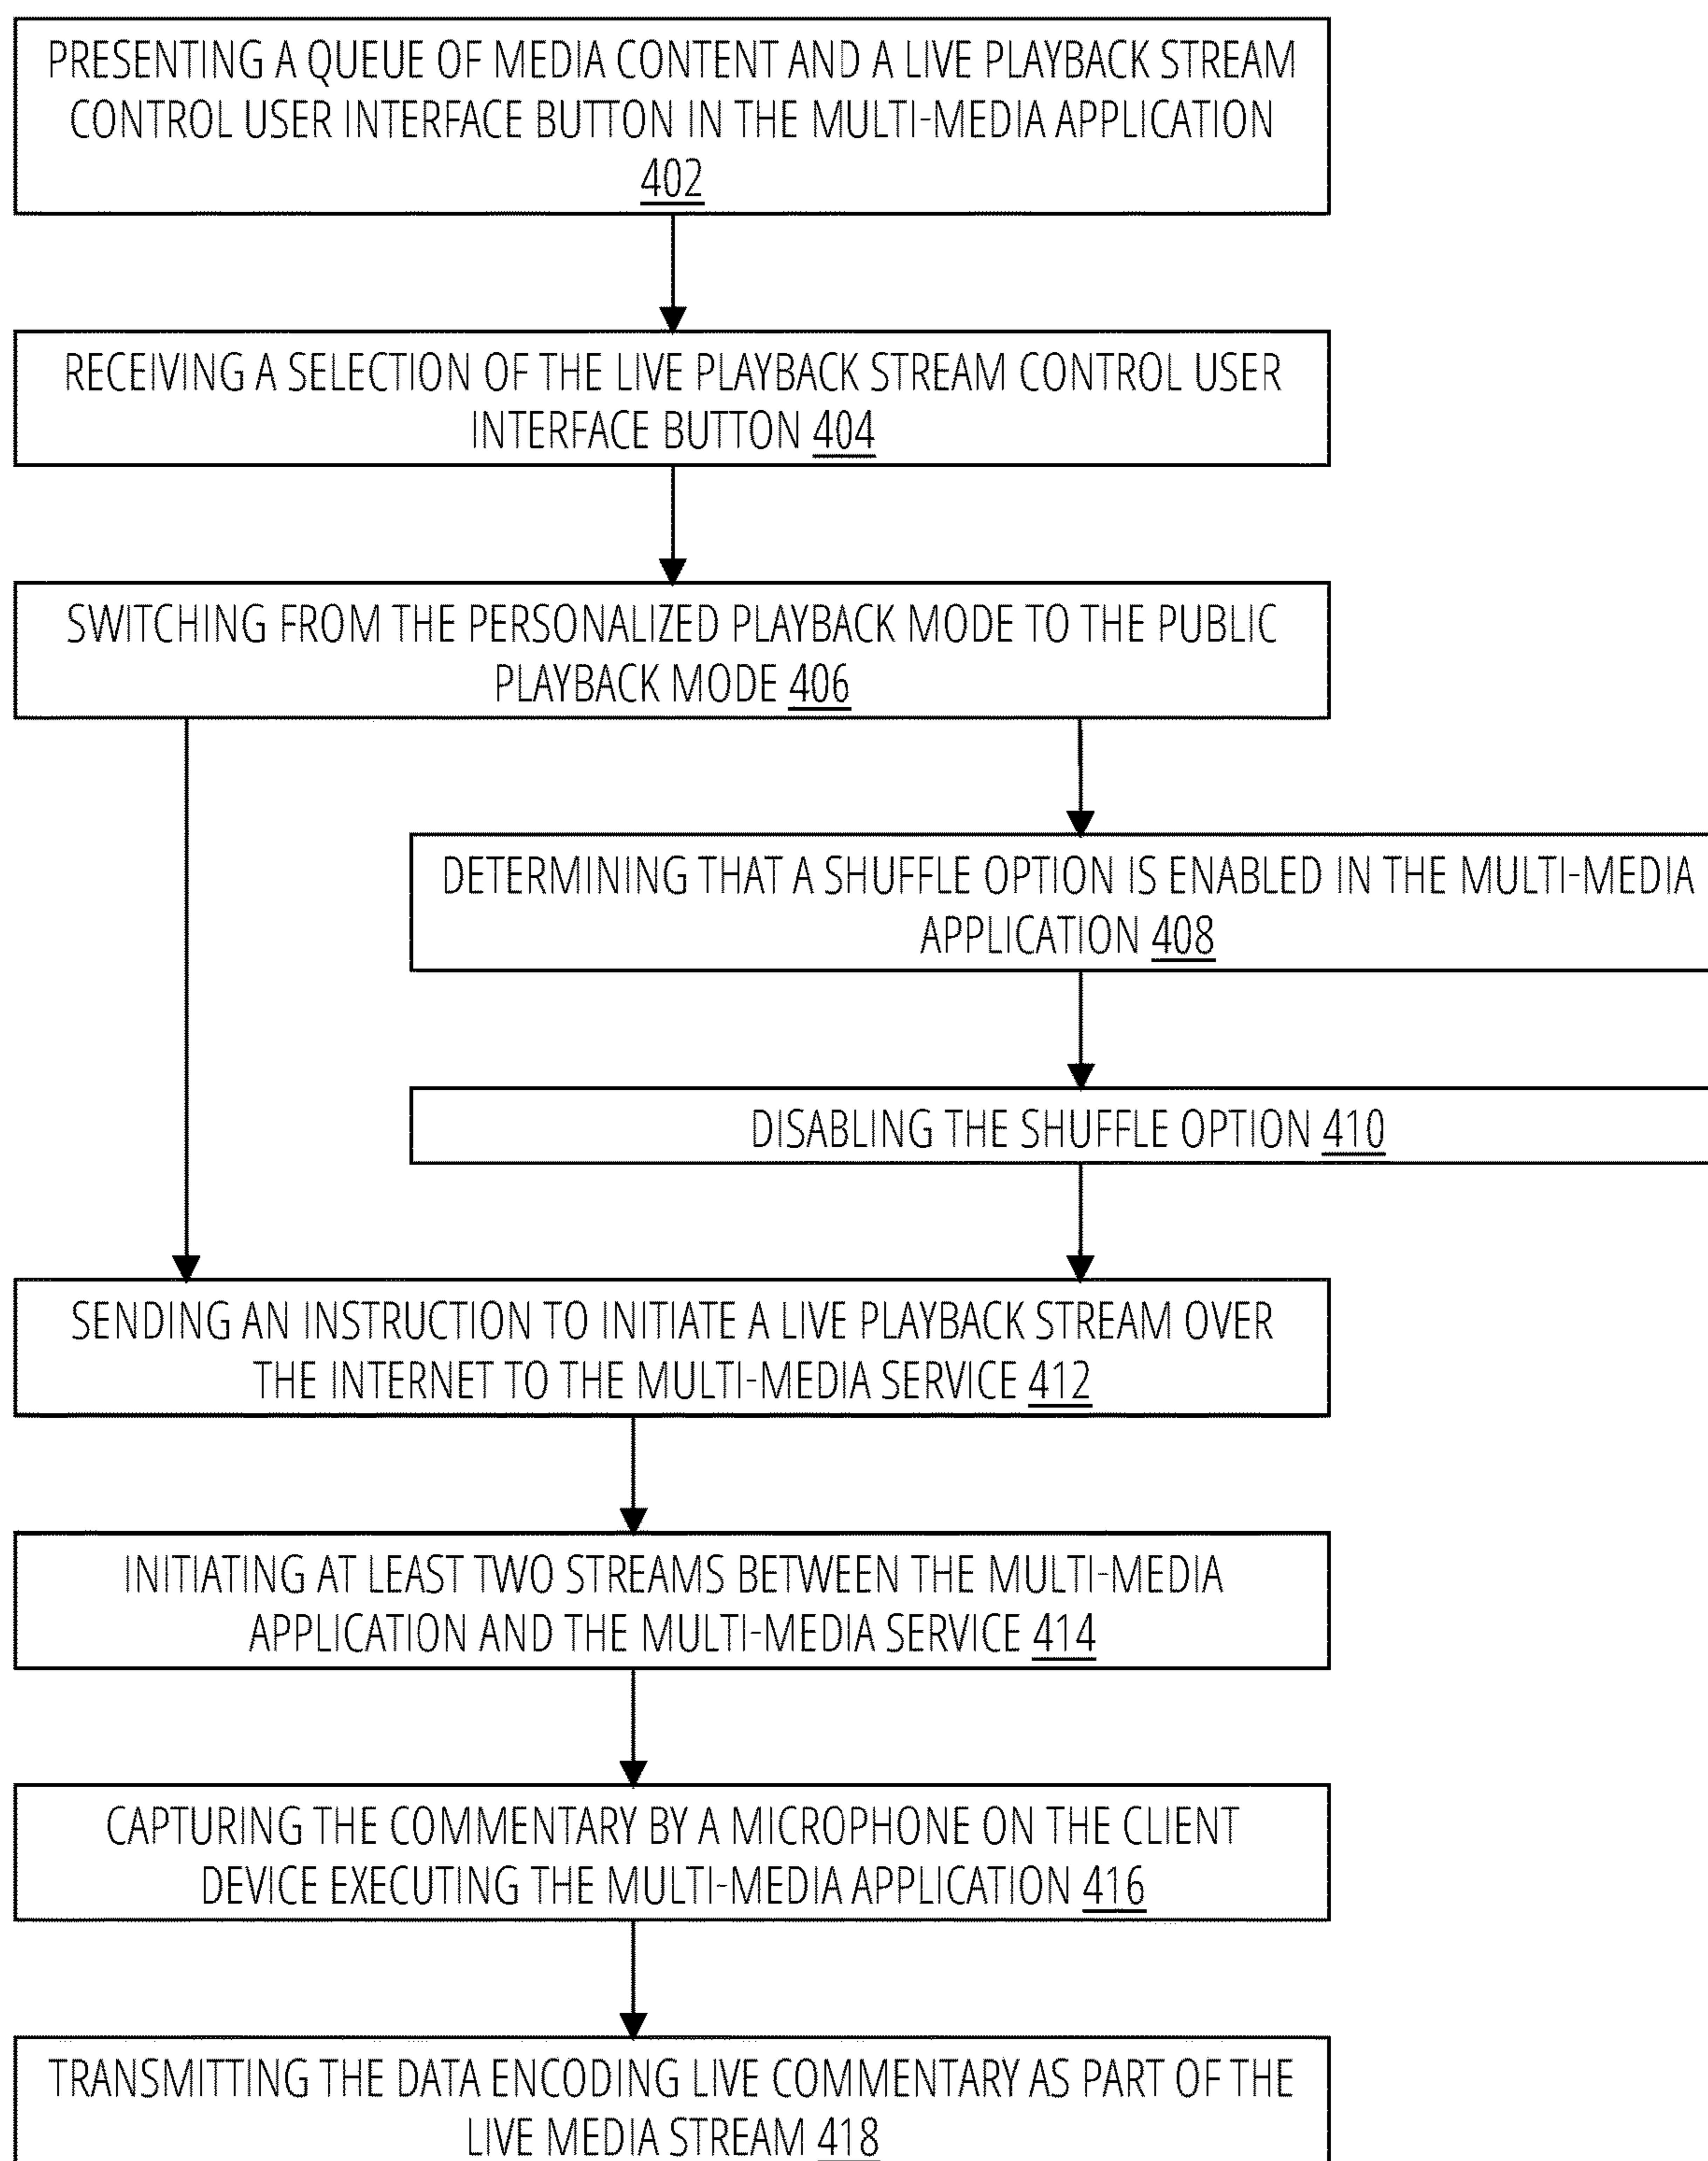 PRESENTING A QUEUE OF MEDIA CONTENT AND A LIVE PLAYBACK STREAM
CONTROL USER INTERFACE BUTTON IN THE MULTI-MEDIA APPLICATION
402
RECEIVING A SELECTION OF THE LIVE PLAYBACK STREAM CONTROL USER
INTERFACE BUTTON 404
SWITCHING FROM THE PERSONALIZED PLAYBACK MODE TO THE PUBLIC
PLAYBACK MODE 406
DETERMINING THAT A SHUFFLE OPTION IS ENABLED IN THE MULTI-MEDIA
APPLICATION 408
DISABLING THE SHUFFLE OPTION 410
SENDING AN INSTRUCTION TO INITIATE A LIVE PLAYBACK STREAM OVER
THE INTERNET TO THE MULTI-MEDIA SERVICE 412
INITIATING AT LEAST TWO STREAMS BETWEEN THE MULTI-MEDIA
APPLICATION AND THE MULTI-MEDIA SERVICE 414
CAPTURING THE COMMENTARY BY A MICROPHONE ON THE CLIENT
DEVICE EXECUTING THE MULTI-MEDIA APPLICATION 416
TRANSMITTING THE DATA ENCODING LIVE COMMENTARY AS PART OF THE
LIVE MEDIA STREAM 418